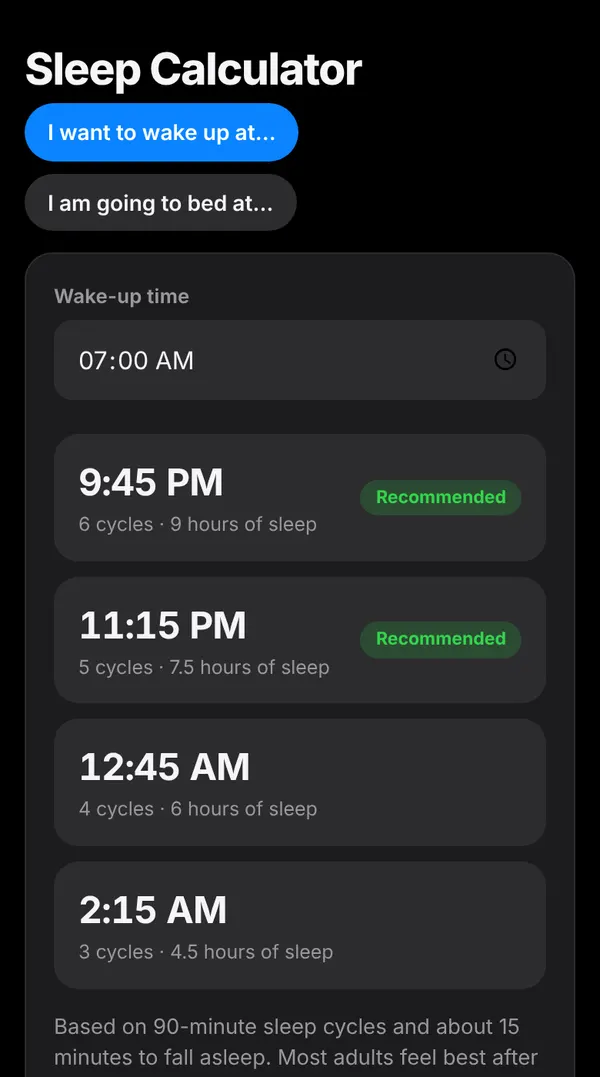 Sleep Calculator
I want to wake up at...
I am going to bed at...
Wake-up time
07:00 AM
9:45 PM
Recommended
6 cycles · 9 hours of sleep
11:15 PM
Recommended
5 cycles · 7.5 hours of sleep
12:45 AM
4 cycles · 6 hours of sleep
2:15 AM
3 cycles · 4.5 hours of sleep
Based on 90-minute sleep cycles and about 15
minutes to fall asleep. Most adults feel best after